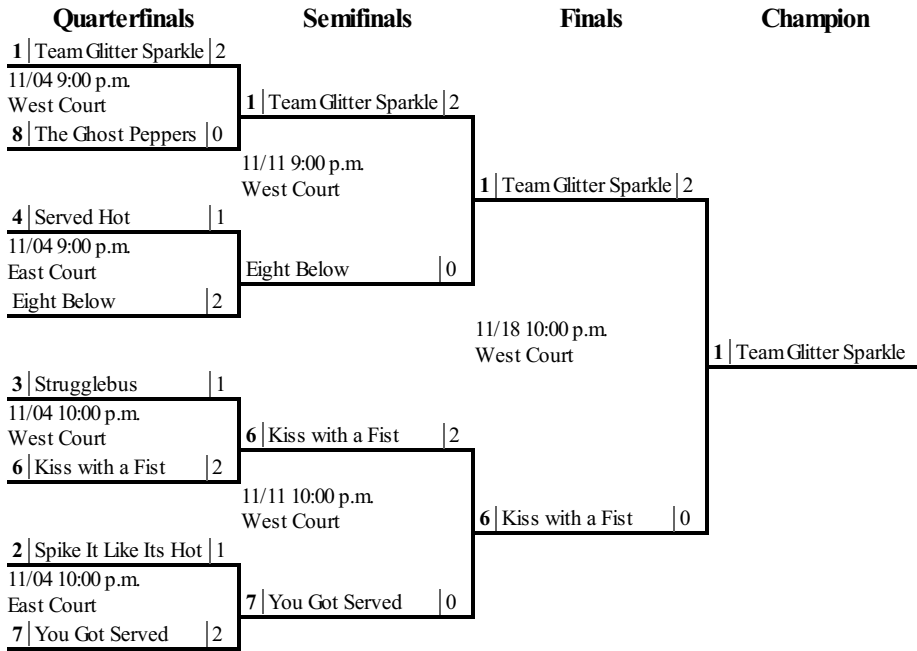 Quarterfinals Semifinals Finals Champion
1 Team Glitter Sparkle 2
11/04 9:00 p.m.
West Court
8 The Ghost Peppers 0
4 Served Hot 1
11/04 9:00 p.m.
East Court
Eight Below 2
3 Strugglebus 1
11/04 10:00 p.m.
West Court
6 Kiss with a Fist 2
2 Spike It Like Its Hot 1
11/04 10:00 p.m.
East Court
7 You Got Served 2
1 Team Glitter Sparkle 2
11/11 9:00 p.m.
West Court
Eight Below 0
6 Kiss with a Fist 2
11/11 10:00 p.m.
West Court
7 You Got Served 0
1 Team Glitter Sparkle 2
11/18 10:00 p.m.
West Court
6 Kiss with a Fist 0
1 Team Glitter Sparkle